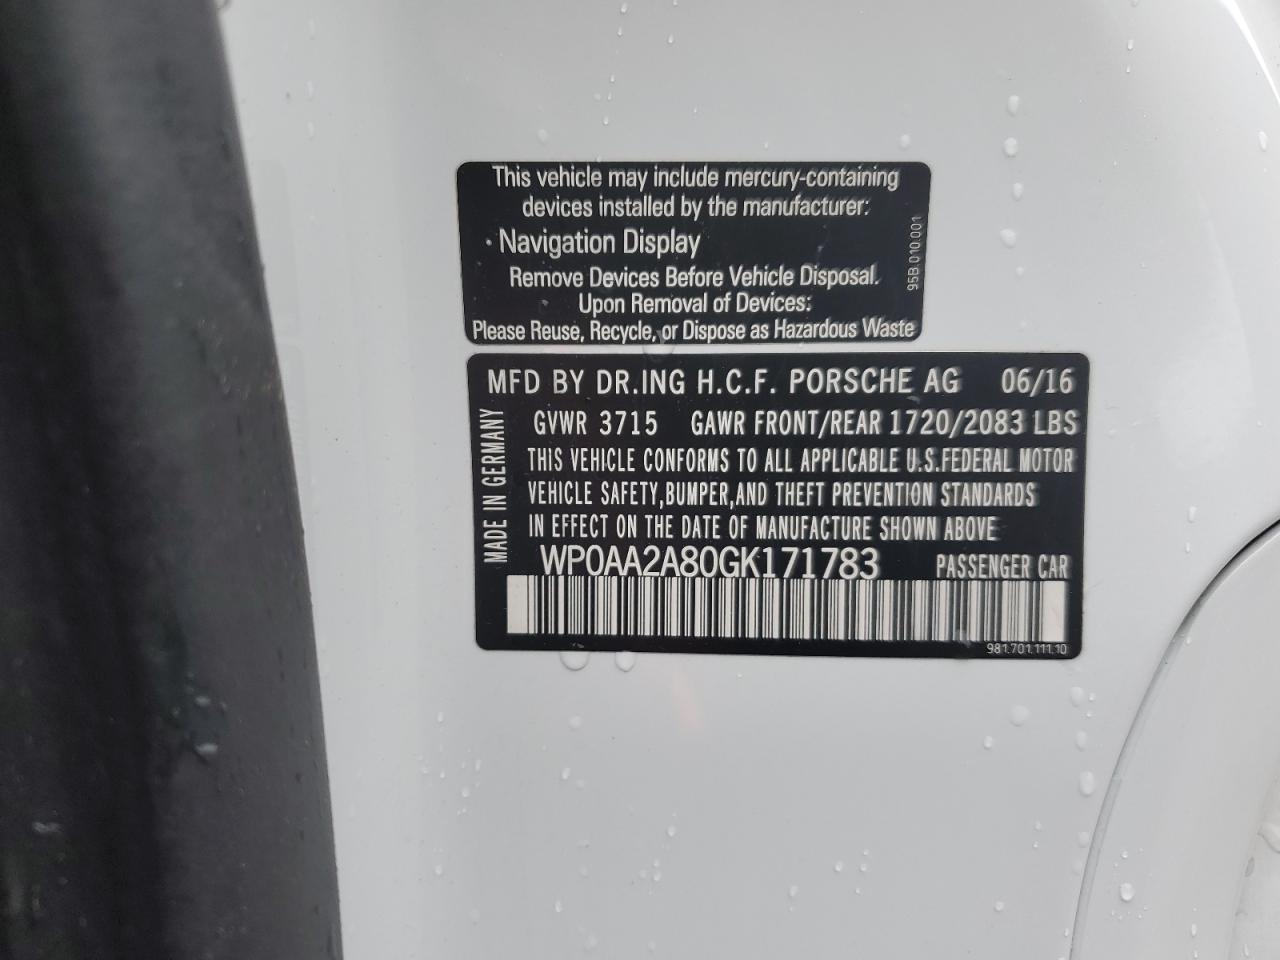 This vehicle may include mercury-containing
devices installed by the manufacturer:
· Navigation Display
Remove Devices Before Vehicle Disposal.
Upon Removal of Devices:
Please Reuse, Recycle, or Dispose as Hazardous Waste
95B.010.001
MFD BY DR.ING H.C.F. PORSCHE AG 06/16
GVWR 3715 GAWR FRONT/REAR 1720/2083 LBS
THIS VEHICLE CONFORMS TO ALL APPLICABLE U.S.FEDERAL MOTOR
VEHICLE SAFETY,BUMPER,AND THEFT PREVENTION STANDARDS
IN EFFECT ON THE DATE OF MANUFACTURE SHOWN ABOVE
MADE IN GERMANY
WP0AA2A80GK171783 PASSENGER CAR
981.701.111.10